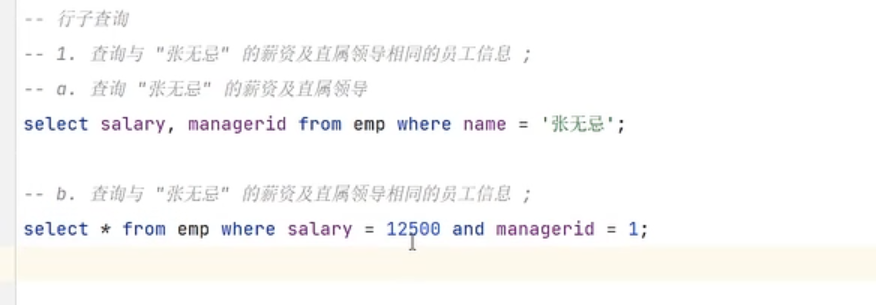 -- 行子查询
-- 1. 查询与 "张无忌" 的薪资及直属领导相同的员工信息 ;
-- a. 查询 "张无忌" 的薪资及直属领导
select salary, managerid from emp where name = '张无忌';
-- b. 查询与 "张无忌" 的薪资及直属领导相同的员工信息 ;
select * from emp where salary = 12500 and managerid = 1;